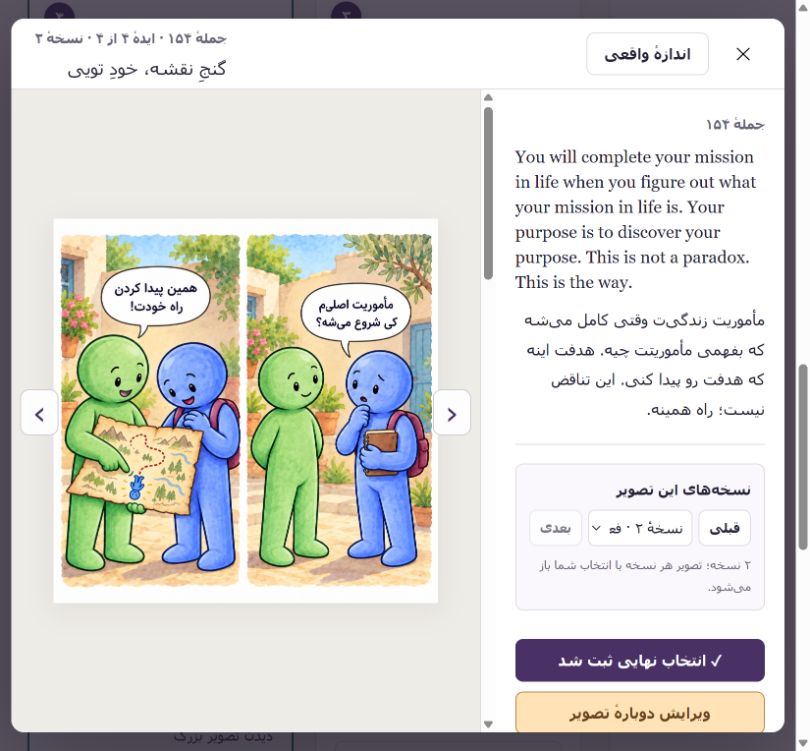 جملهٔ ۱۵۴ · ایدهٔ ۴ از ۴ · نسخهٔ ۲
گنجِ نقشه، خودِ تویی
اندازهٔ واقعی
جملهٔ ۱۵۴
You will complete your mission
in life when you figure out what
your mission in life is. Your
purpose is to discover your
purpose. This is not a paradox.
This is the way.
مأموریت زندگی‌ت وقتی کامل می‌شه
که بفهمی مأموریتت چیه. هدفت اینه
که هدفت رو پیدا کنی. این تناقض
نیست؛ راه همینه.
مأموریت اصلی‌م
کی شروع می‌شه؟
همین پیدا کردن
راه خودت!
نسخه‌های این تصویر
قبلی
نسخهٔ ۲ ·
بعدی
۲ نسخه؛ تصویر هر نسخه با انتخاب شما باز
می‌شود.
✓ انتخاب نهایی ثبت شد
ویرایش دوبارهٔ تصویر
دیدن تصویر بزرگ